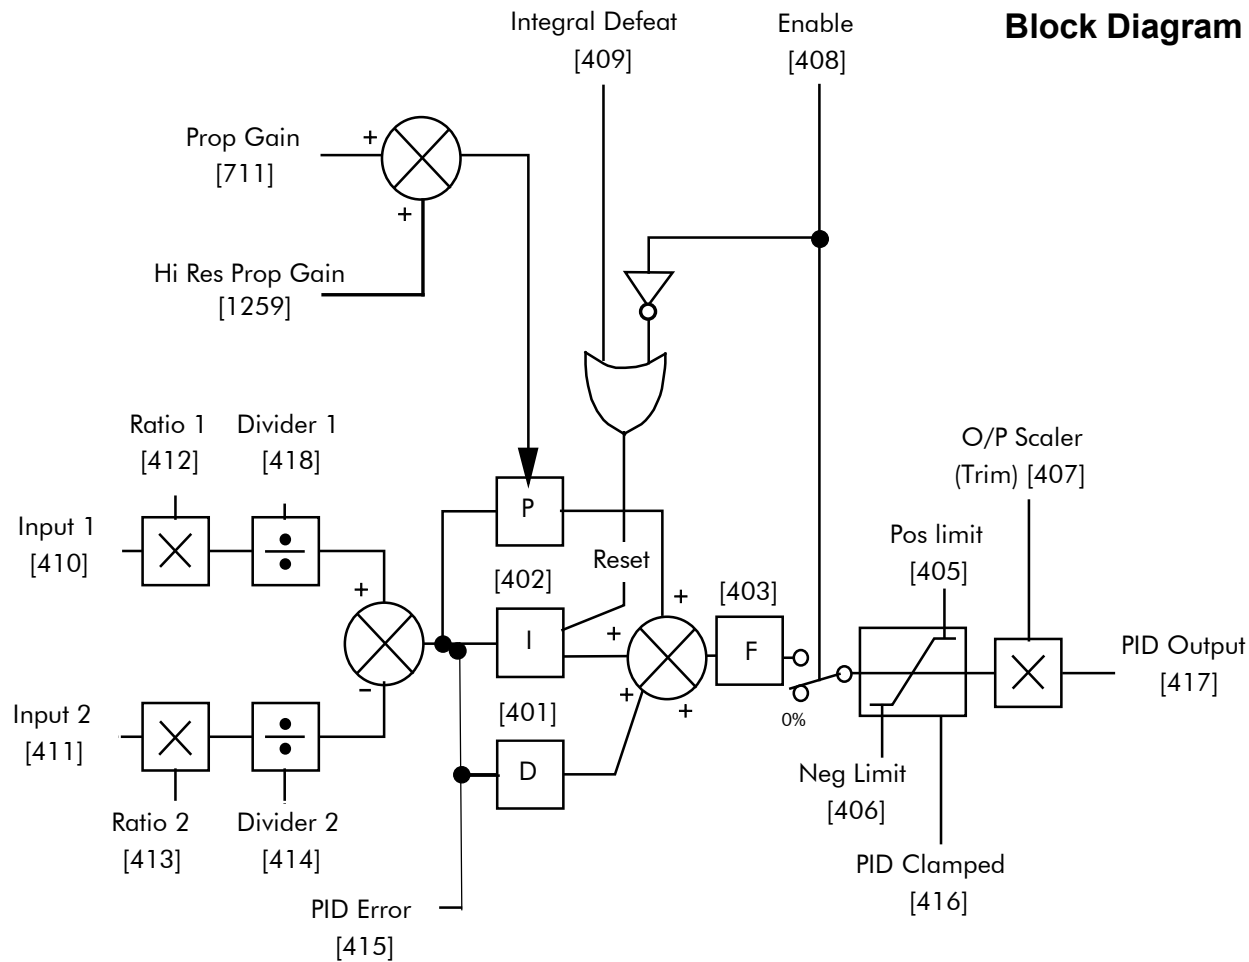 Block Diagram
Integral Defeat
[409]
Enable
[408]
Prop Gain
[711]
+
+
Hi Res Prop Gain
[1259]
Ratio 1
[412]
Divider 1
[418]
O/P Scaler
(Trim) [407]
Input 1
[410]
P
Pos limit
[405]
Reset
[402]
[403]
+
+
I
+
F
PID Output
[417]
–
Input 2
[411]
[401]
+
+
0%
D
Neg Limit
[406]
Ratio 2
[413]
Divider 2
[414]
PID Clamped
[416]
PID Error
[415]